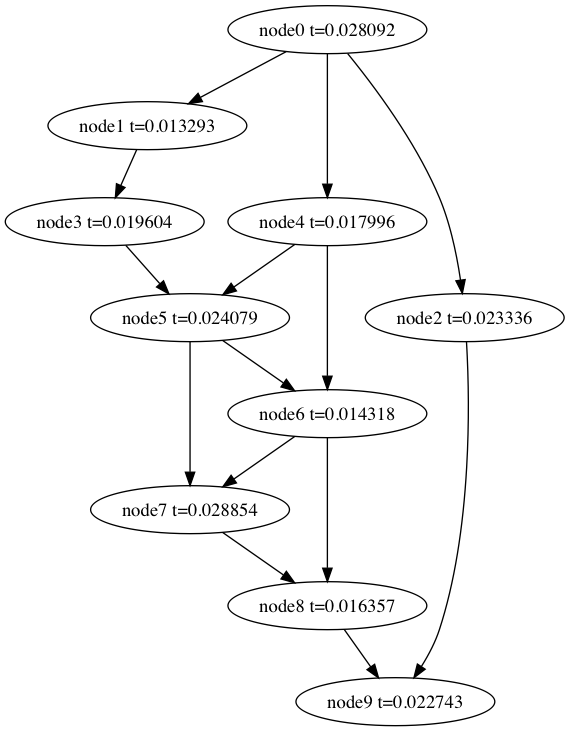 node0 t=0.028092
node1 t=0.013293
node3 t=0.019604
node4 t=0.017996
node5 t=0.024079
node2 t=0.023336
node6 t=0.014318
node7 t=0.028854
node8 t=0.016357
node9 t=0.022743